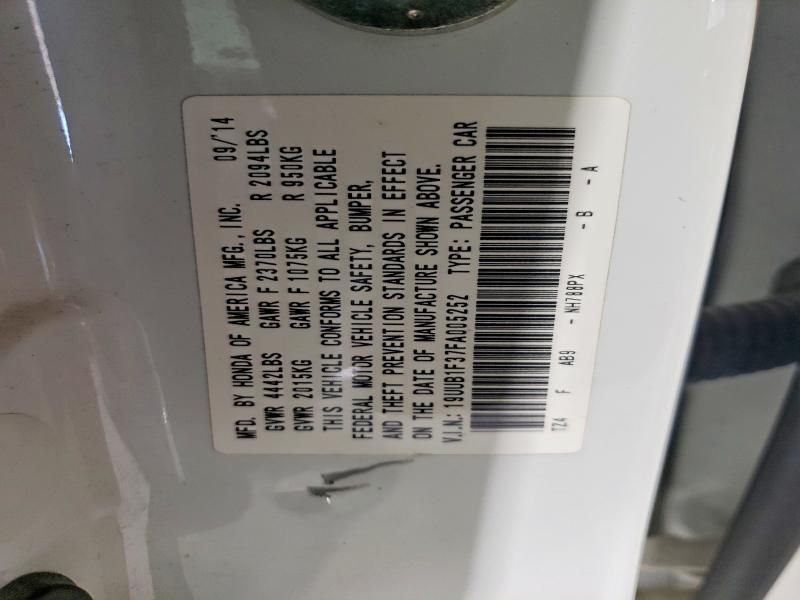 MFD. BY HONDA OF AMERICA MFG., INC. 09/'14
GVWR 4442LBS GAWR F 2370LBS R 2094LBS
GVWR 2015KG GAWR F 1075KG R 950KG
THIS VEHICLE CONFORMS TO ALL APPLICABLE
FEDERAL MOTOR VEHICLE SAFETY, BUMPER,
AND THEFT PREVENTION STANDARDS IN EFFECT
ON THE DATE OF MANUFACTURE SHOWN ABOVE.
V.I.N.: 19UUB1F37FA005252 TYPE: PASSENGER CAR
TZ4 F AB9 - NH788PX - B - A